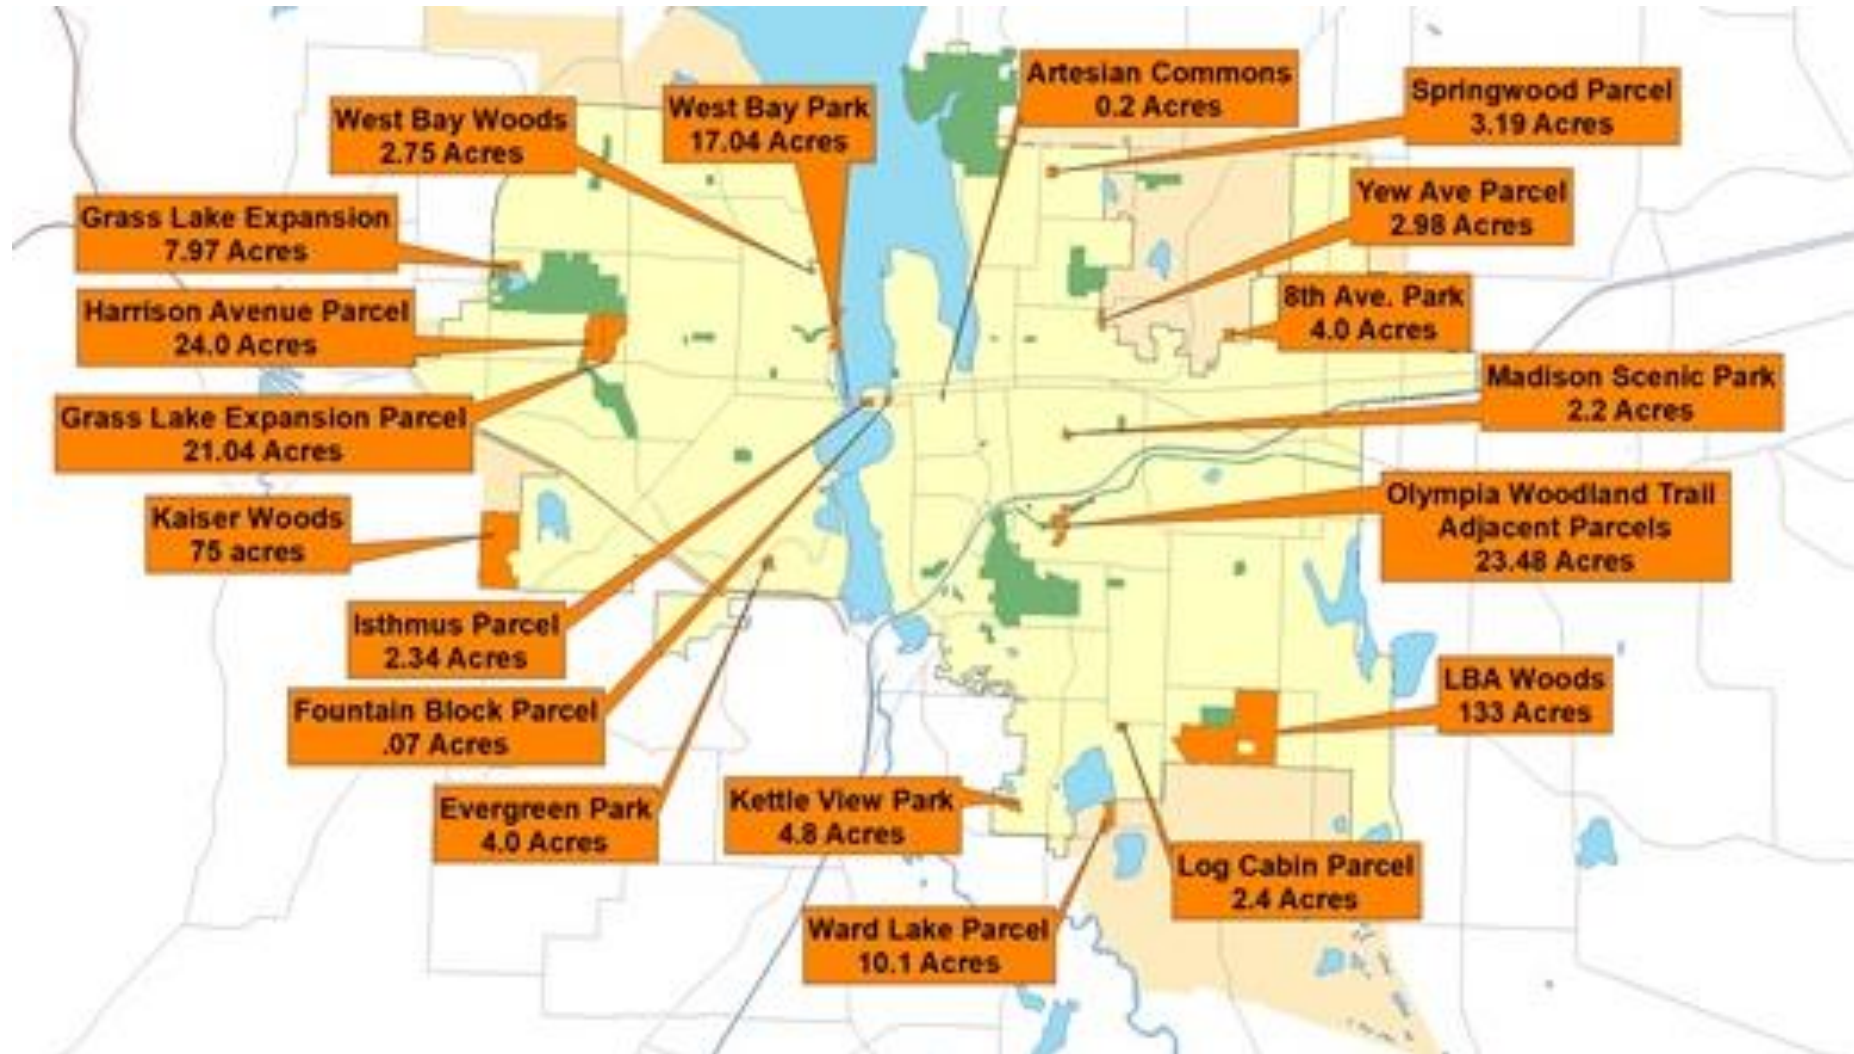 Artesian Commons
0.2 Acres
Springwood Parcel
3.19 Acres
West Bay Park
17.04 Acres
West Bay Woods
2.75 Acres
Yew Ave Parcel
2.98 Acres
Grass Lake Expansion
7.97 Acres
8th Ave. Park
4.0 Acres
Harrison Avenue Parcel
24.0 Acres
Madison Scenic Park
2.2 Acres
Grass Lake Expansion Parcel
21.04 Acres
Olympia Woodland Trail
Adjacent Parcels
23.48 Acres
Kaiser Woods
75 acres
Isthmus Parcel
2.34 Acres
LBA Woods
133 Acres
Fountain Block Parcel
.07 Acres
Evergreen Park
4.0 Acres
Kettle View Park
4.8 Acres
Log Cabin Parcel
2.4 Acres
Ward Lake Parcel
10.1 Acres